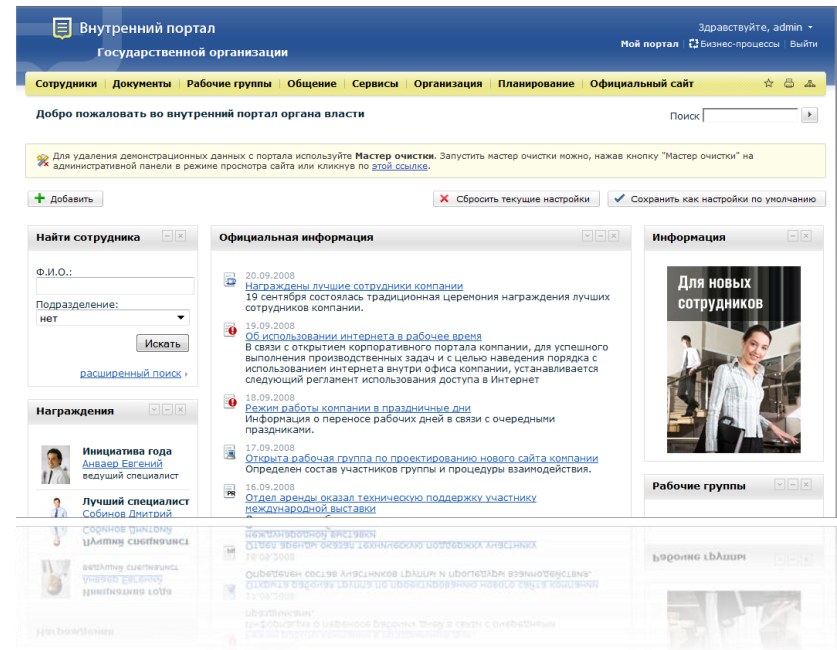 Внутренний портал
Государственной организации
Здравствуйте, admin
Мой портал Бизнес-процессы Выйти
Сотрудники Документы Рабочие группы Общение Сервисы Организация Планирование Официальный сайт
Добро пожаловать во внутренний портал органа власти
Поиск
Для удаления демонстрационных данных с портала используйте Мастер очистки. Запустить мастер очистки можно, нажав кнопку "Мастер очистки" на
административной панели в режиме просмотра сайта или кликнув по этой ссылке.
Добавить
Сбросить текущие настройки
Сохранить как настройки по умолчанию
Найти сотрудника
Ф.И.О.:
Подразделение:
нет
Искать
расширенный поиск
Награждения
Инициатива года
Анваер Евгений
ведущий специалист
Лучший специалист
Собинов Дмитрий
Официальная информация
20.09.2008
Награждены лучшие сотрудники компании
19 сентября состоялась традиционная церемония награждения лучших
сотрудников компании.
19.09.2008
Об использовании интернета в рабочее время
В связи с открытием корпоративного портала компании, для успешного
выполнения производственных задач и с целью наведения порядка с
использованием интернета внутри офиса компании, устанавливается
следующий регламент использования доступа в Интернет
18.09.2008
Режим работы компании в праздничные дни
Информация о переносе рабочих дней в связи с очередными
праздниками.
17.09.2008
Открыта рабочая группа по проектированию нового сайта компании
Определен состав участников группы и процедуры взаимодействия.
PR
16.09.2008
Отдел аренды оказал техническую поддержку участнику
международной выставки
Информация
Для новых
сотрудников
Рабочие группы